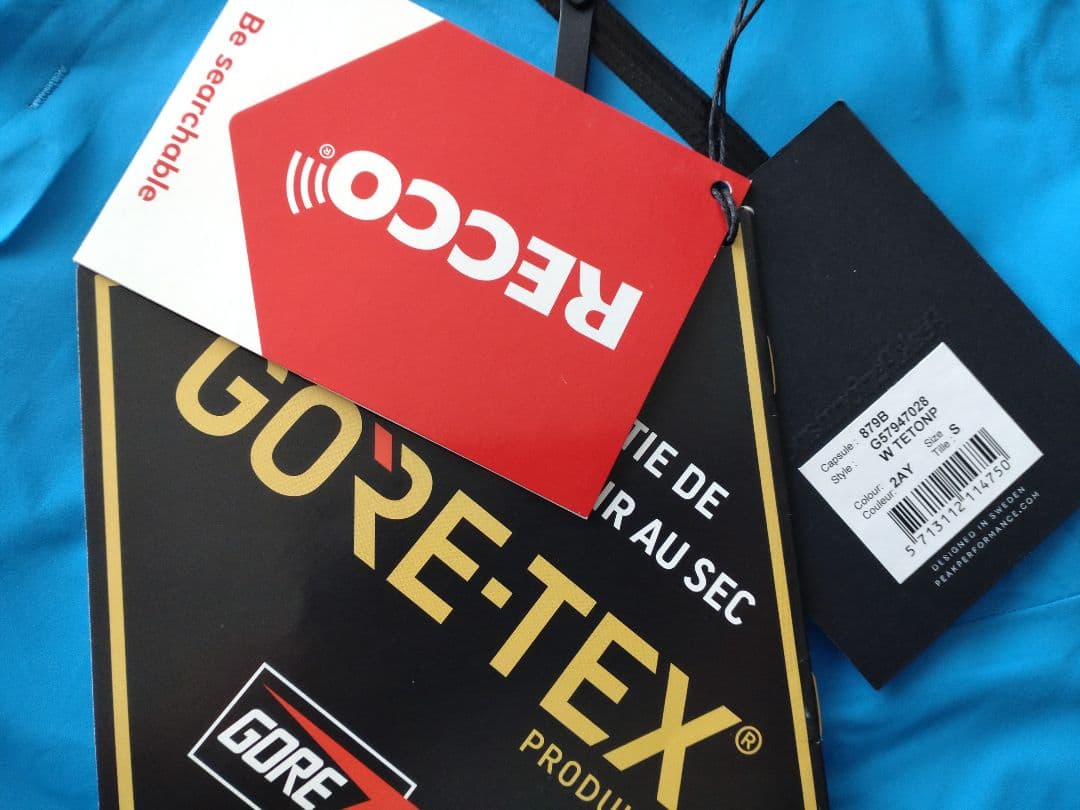 Be searchable
RECCO®
GORE-TEX®
PRODU
TIE DE
IR AU SEC
GORE
Capsule : 879B
Style : G57947028
W TETONP
Colour: Size
Couleur: 2AY Tille : S
5 713112 114750
DESIGNED IN SWEDEN
PEAKPERFORMANCE.COM